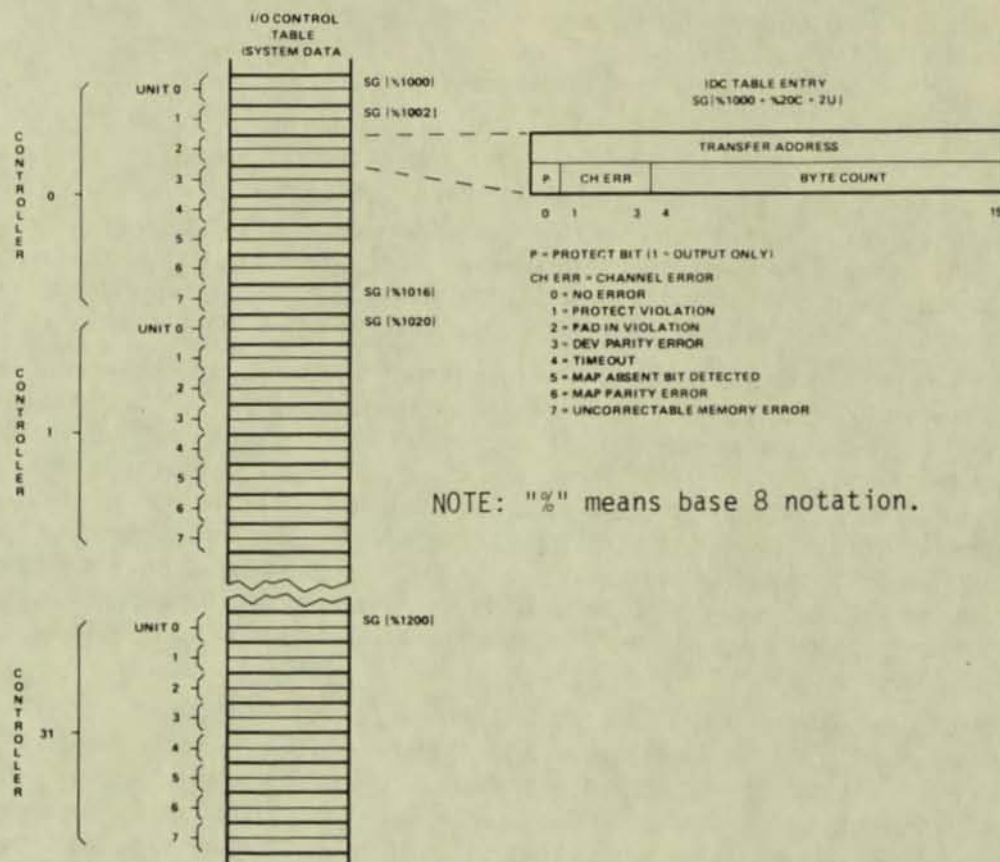 I/O CONTROL
TABLE
(SYSTEM DATA
UNIT 0
1
2
3
4
5
6
7
CONTROLLER
0
SG [%1000]
SG [%1002]
SG [%1016]
UNIT 0
1
2
3
4
5
6
7
CONTROLLER
1
SG [%1020]
UNIT 0
1
2
3
4
5
6
7
CONTROLLER
31
SG [%1200]
IOC TABLE ENTRY
SG[%1000 + %20C + 2U]
TRANSFER ADDRESS
P CH ERR BYTE COUNT
0 1 3 4 15
P = PROTECT BIT (1 = OUTPUT ONLY)
CH ERR = CHANNEL ERROR
0 = NO ERROR
1 = PROTECT VIOLATION
2 = PAD IN VIOLATION
3 = DEV PARITY ERROR
4 = TIMEOUT
5 = MAP ABSENT BIT DETECTED
6 = MAP PARITY ERROR
7 = UNCORRECTABLE MEMORY ERROR
NOTE: "%" means base 8 notation.